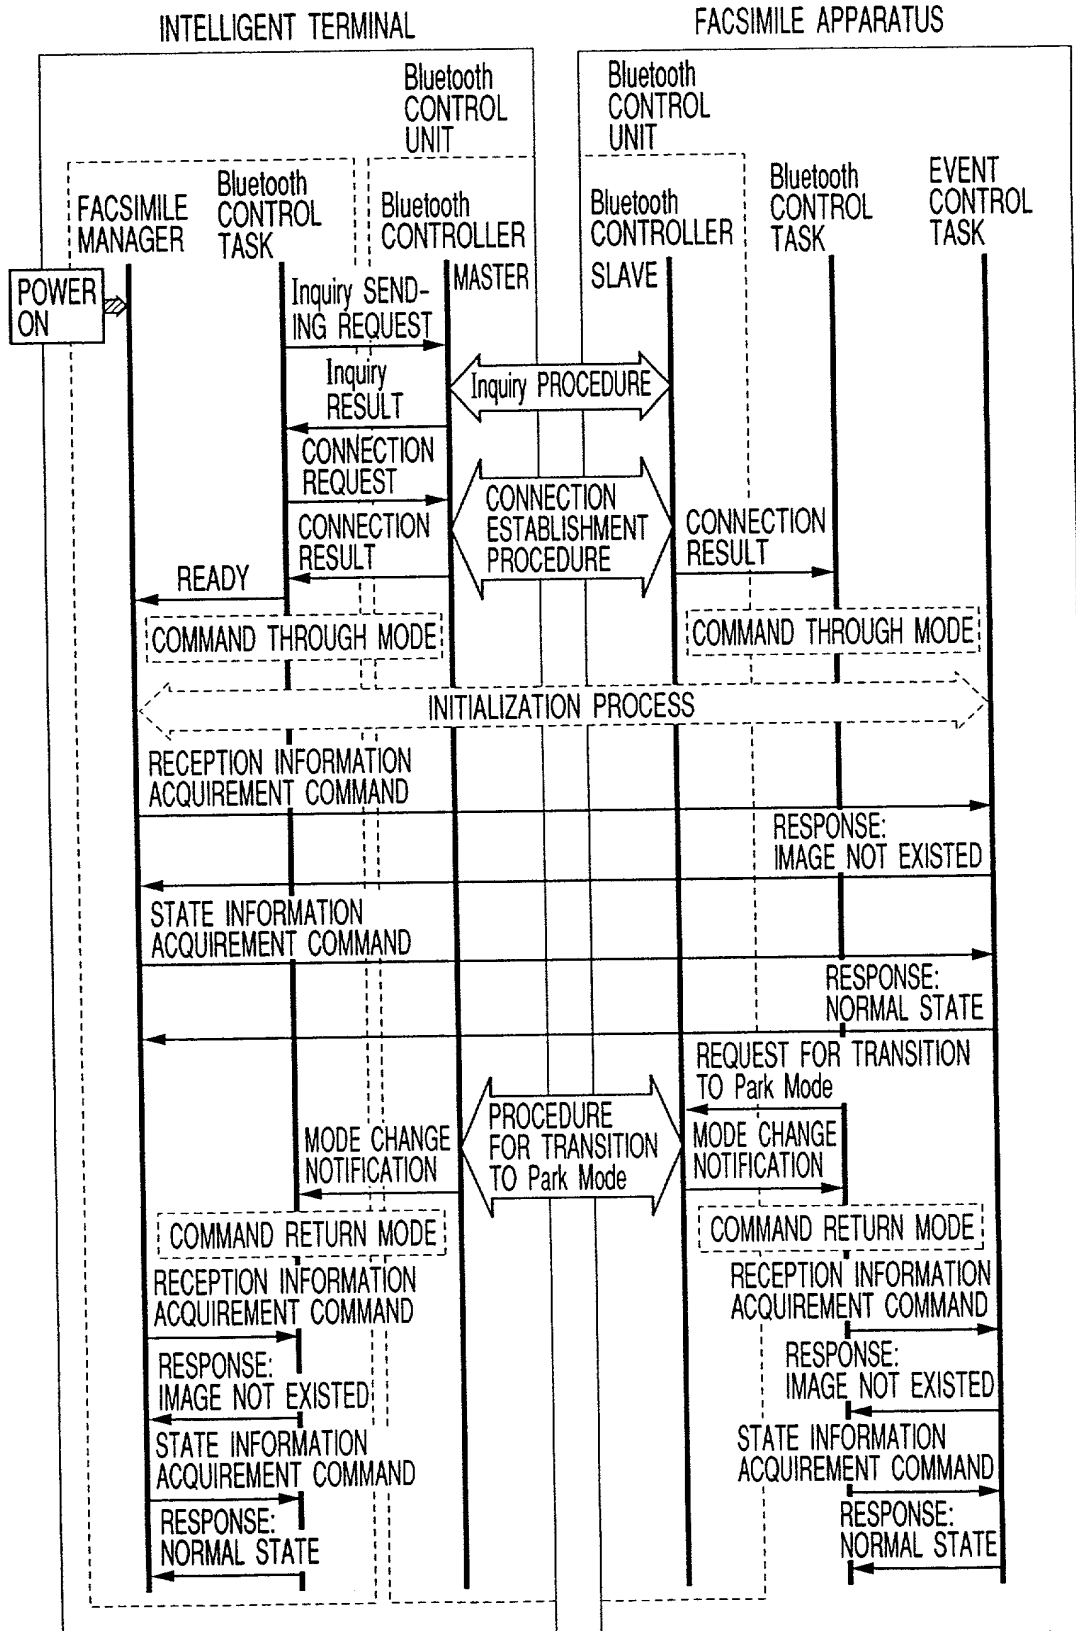 INTELLIGENT TERMINAL
FACSIMILE APPARATUS
Bluetooth
CONTROL
UNIT
Bluetooth
CONTROL
UNIT
FACSIMILE
MANAGER
Bluetooth
CONTROL
TASK
Bluetooth
CONTROLLER
Bluetooth
CONTROLLER
Bluetooth
CONTROL
TASK
EVENT
CONTROL
TASK
MASTER
SLAVE
POWER
ON
Inquiry SEND-
ING REQUEST
Inquiry PROCEDURE
Inquiry
RESULT
CONNECTION
REQUEST
CONNECTION
ESTABLISHMENT
PROCEDURE
CONNECTION
RESULT
CONNECTION
RESULT
READY
COMMAND THROUGH MODE
COMMAND THROUGH MODE
INITIALIZATION PROCESS
RECEPTION INFORMATION
ACQUIREMENT COMMAND
RESPONSE:
IMAGE NOT EXISTED
STATE INFORMATION
ACQUIREMENT COMMAND
RESPONSE:
NORMAL STATE
REQUEST FOR TRANSITION
TO Park Mode
PROCEDURE
FOR TRANSITION
TO Park Mode
MODE CHANGE
NOTIFICATION
MODE CHANGE
NOTIFICATION
COMMAND RETURN MODE
COMMAND RETURN MODE
RECEPTION INFORMATION
ACQUIREMENT COMMAND
RECEPTION INFORMATION
ACQUIREMENT COMMAND
RESPONSE:
IMAGE NOT EXISTED
RESPONSE:
IMAGE NOT EXISTED
STATE INFORMATION
ACQUIREMENT COMMAND
STATE INFORMATION
ACQUIREMENT COMMAND
RESPONSE:
NORMAL STATE
RESPONSE:
NORMAL STATE